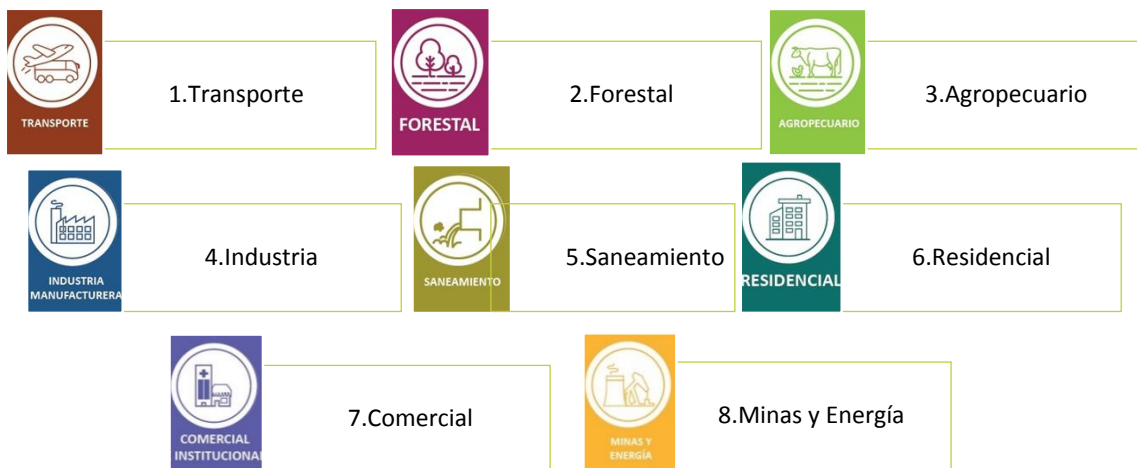 TRANSPORTE
1.Transporte
FORESTAL
2.Forestal
AGROPECUARIO
3.Agropecuario
INDUSTRIA
MANUFACTURERA
4.Industria
SANEAMIENTO
5.Saneamiento
RESIDENCIAL
6.Residencial
COMERCIAL
INSTITUCIONAL
7.Comercial
MINAS Y
ENERGÍA
8.Minas y Energía